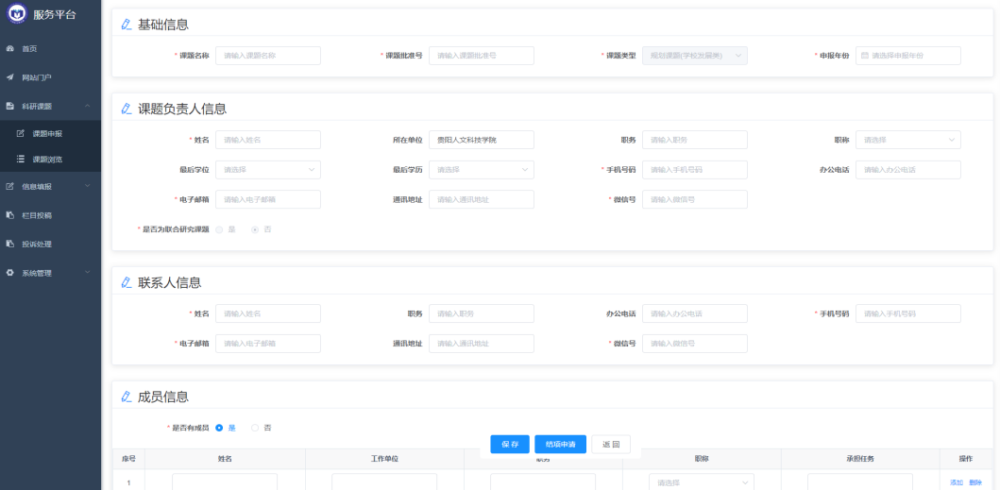 服务平台
首页
网站门户
科研课题
课题申报
课题浏览
信息填报
栏目投稿
投诉处理
系统管理
基础信息
* 课题名称 请输入课题名称 * 课题批准号 请输入课题批准号 * 课题类型 规划课题(学校发展类) * 申报年份 请选择申报年份
课题负责人信息
* 姓名 请输入姓名 所在单位 贵阳人文科技学院 职务 请输入职务 职称 请选择
最后学位 请选择 最后学历 请选择 * 手机号码 请输入手机号码 办公电话 请输入办公电话
* 电子邮箱 请输入电子邮箱 通讯地址 请输入通讯地址 * 微信号 请输入微信号
* 是否为联合研究课题 是 否
联系人信息
* 姓名 请输入姓名 职务 请输入职务 办公电话 请输入办公电话 * 手机号码 请输入手机号码
* 电子邮箱 请输入电子邮箱 通讯地址 请输入通讯地址 * 微信号 请输入微信号
成员信息
* 是否有成员 是 否
保存 结项申请 返回
序号 姓名 工作单位 职务 职称 承担任务 操作
1 请选择 添加 删除